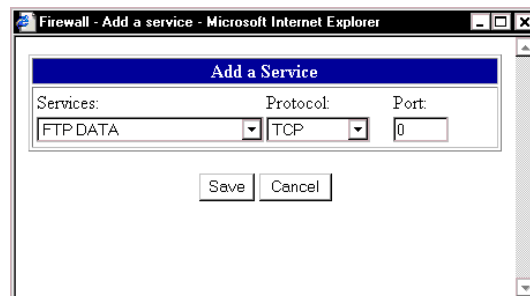 Firewall - Add a service - Microsoft Internet Explorer
Add a Service
Services: Protocol: Port:
FTP DATA TCP 0
Save Cancel